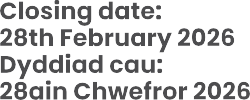 Closing date:
28th February 2026
Dyddiad cau:
28ain Chwefror 2026